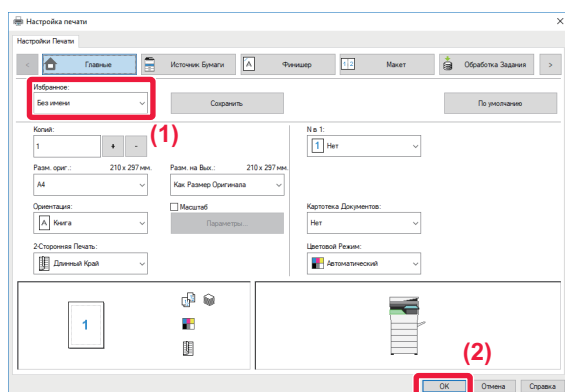 Настройка печати
Настройки Печати
< Главные Источник Бумаги Финишер Макет Обработка Задания >
Избранное:
Без имени Сохранить По умолчанию
(1)
Копий: N в 1:
1 + - 1 Нет
Разм. ориг.: 210 x 297 мм. Разм. на Вых.: 210 x 297 мм.
A4 Как Размер Оригинала
Ориентация: Масштаб Картотека Документов:
A Книга Параметры... Нет
2-Сторонняя Печать: Цветовой Режим:
Длинный Край Автоматический
1
(2)
OK Отмена Справка